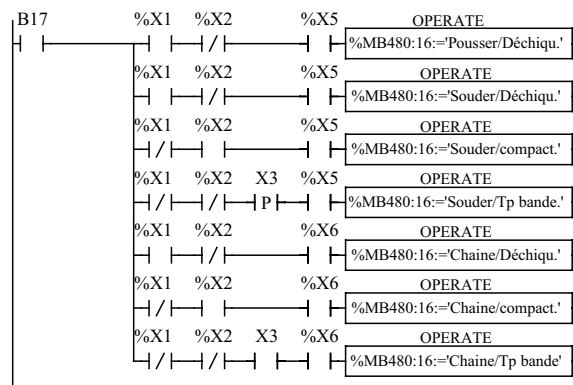 B17 %X1 %X2 %X5 OPERATE
%MB480:16:='Pousser/Déchiqu.'
%X1 %X2 %X5 OPERATE
%MB480:16:='Souder/Déchiqu.'
%X1 %X2 %X5 OPERATE
%MB480:16:='Souder/compact.'
%X1 %X2 X3 %X5 OPERATE
P %MB480:16:='Souder/Tp bande.'
%X1 %X2 %X6 OPERATE
%MB480:16:='Chaine/Déchiqu.'
%X1 %X2 %X6 OPERATE
%MB480:16:='Chaine/compact.'
%X1 %X2 X3 %X6 OPERATE
%MB480:16:='Chaine/Tp bande'